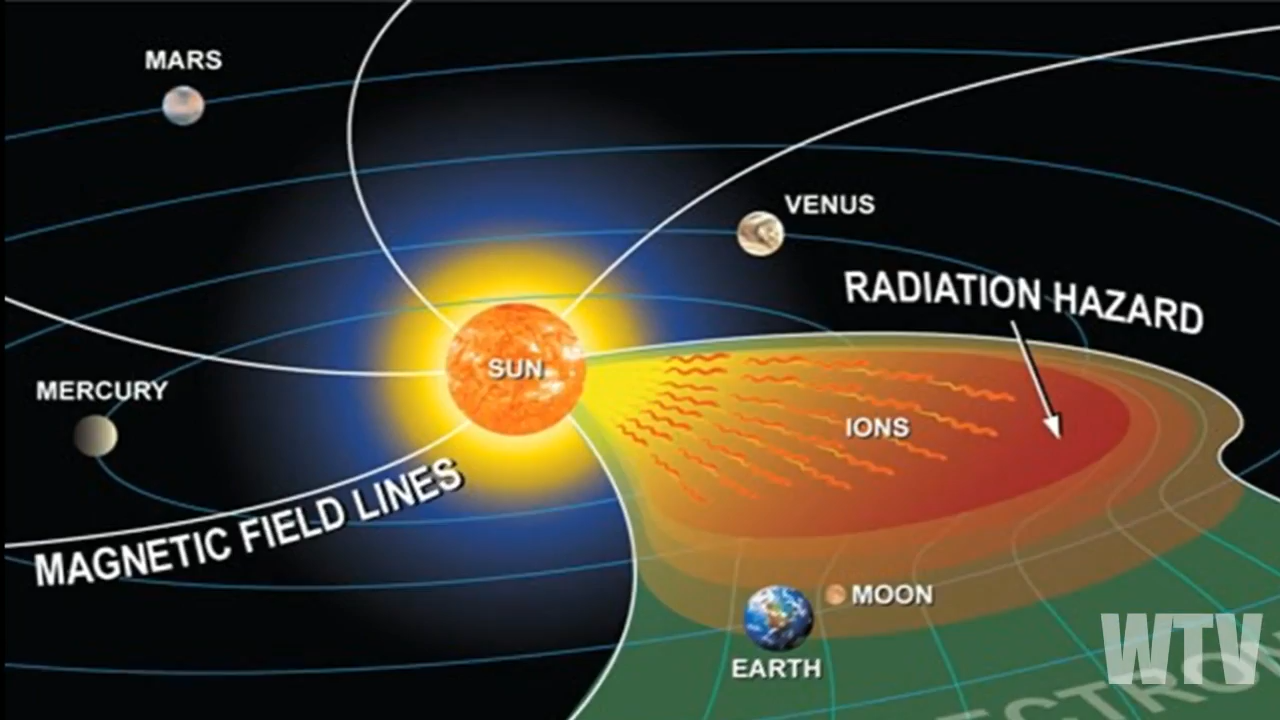 MARS
VENUS
RADIATION HAZARD
SUN
MERCURY
IONS
MAGNETIC FIELD LINES
MOON
EARTH
WTV